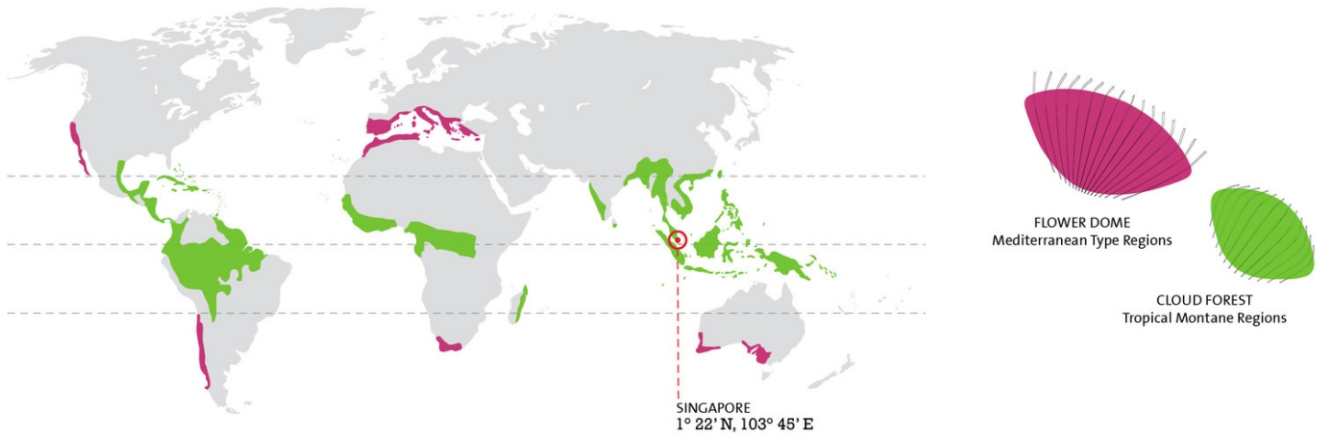 FLOWER DOME
Mediterranean Type Regions
CLOUD FOREST
Tropical Montane Regions
SINGAPORE
1° 22' N, 103° 45' E